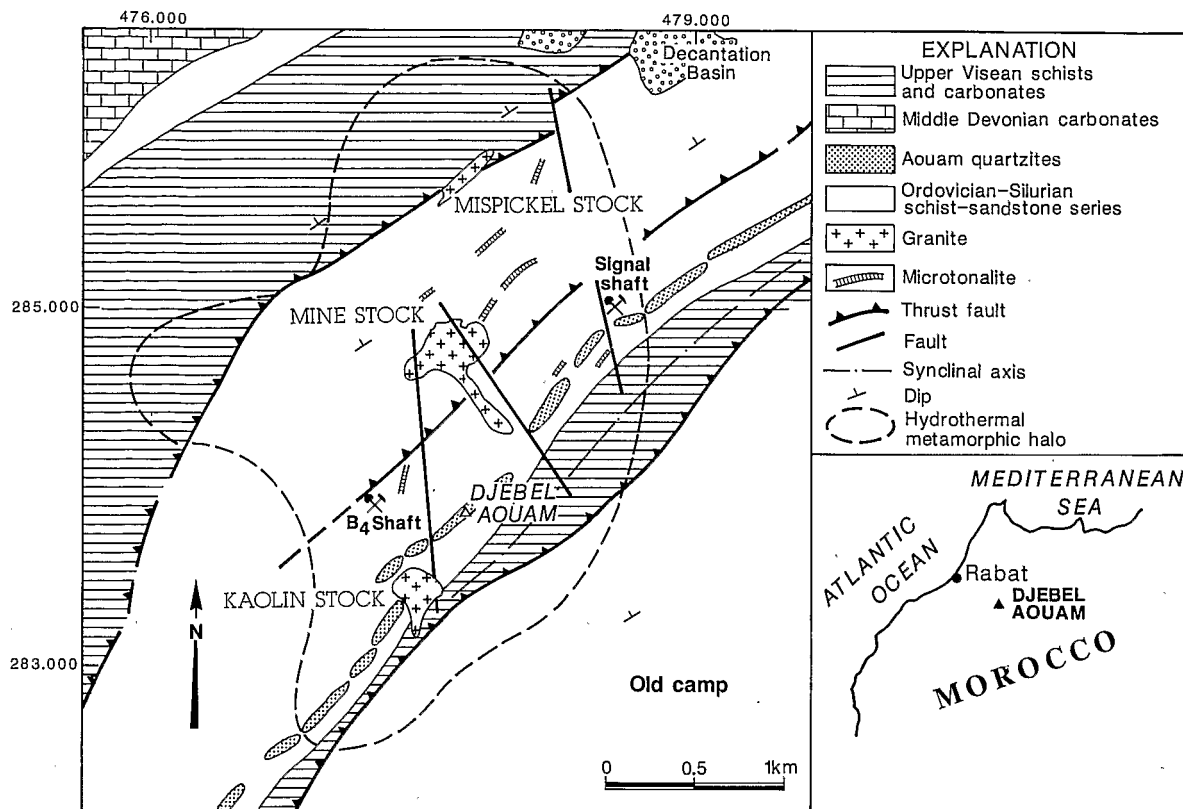 476.000
479.000
Decantation
Basin
MISPICKEL STOCK
Signal
shaft
285.000
MINE STOCK
DJEBEL
AOUAM
B4 Shaft
KAOLIN STOCK
N
283.000
Old camp
0 0.5 1km
EXPLANATION
Upper Visean schists
and carbonates
Middle Devonian carbonates
Aouam quartzites
Ordovician-Silurian
schist-sandstone series
Granite
Microtonalite
Thrust fault
Fault
Synclinal axis
Dip
Hydrothermal
metamorphic halo
MEDITERRANEAN
SEA
ATLANTIC
OCEAN
Rabat
DJEBEL
AOUAM
MOROCCO